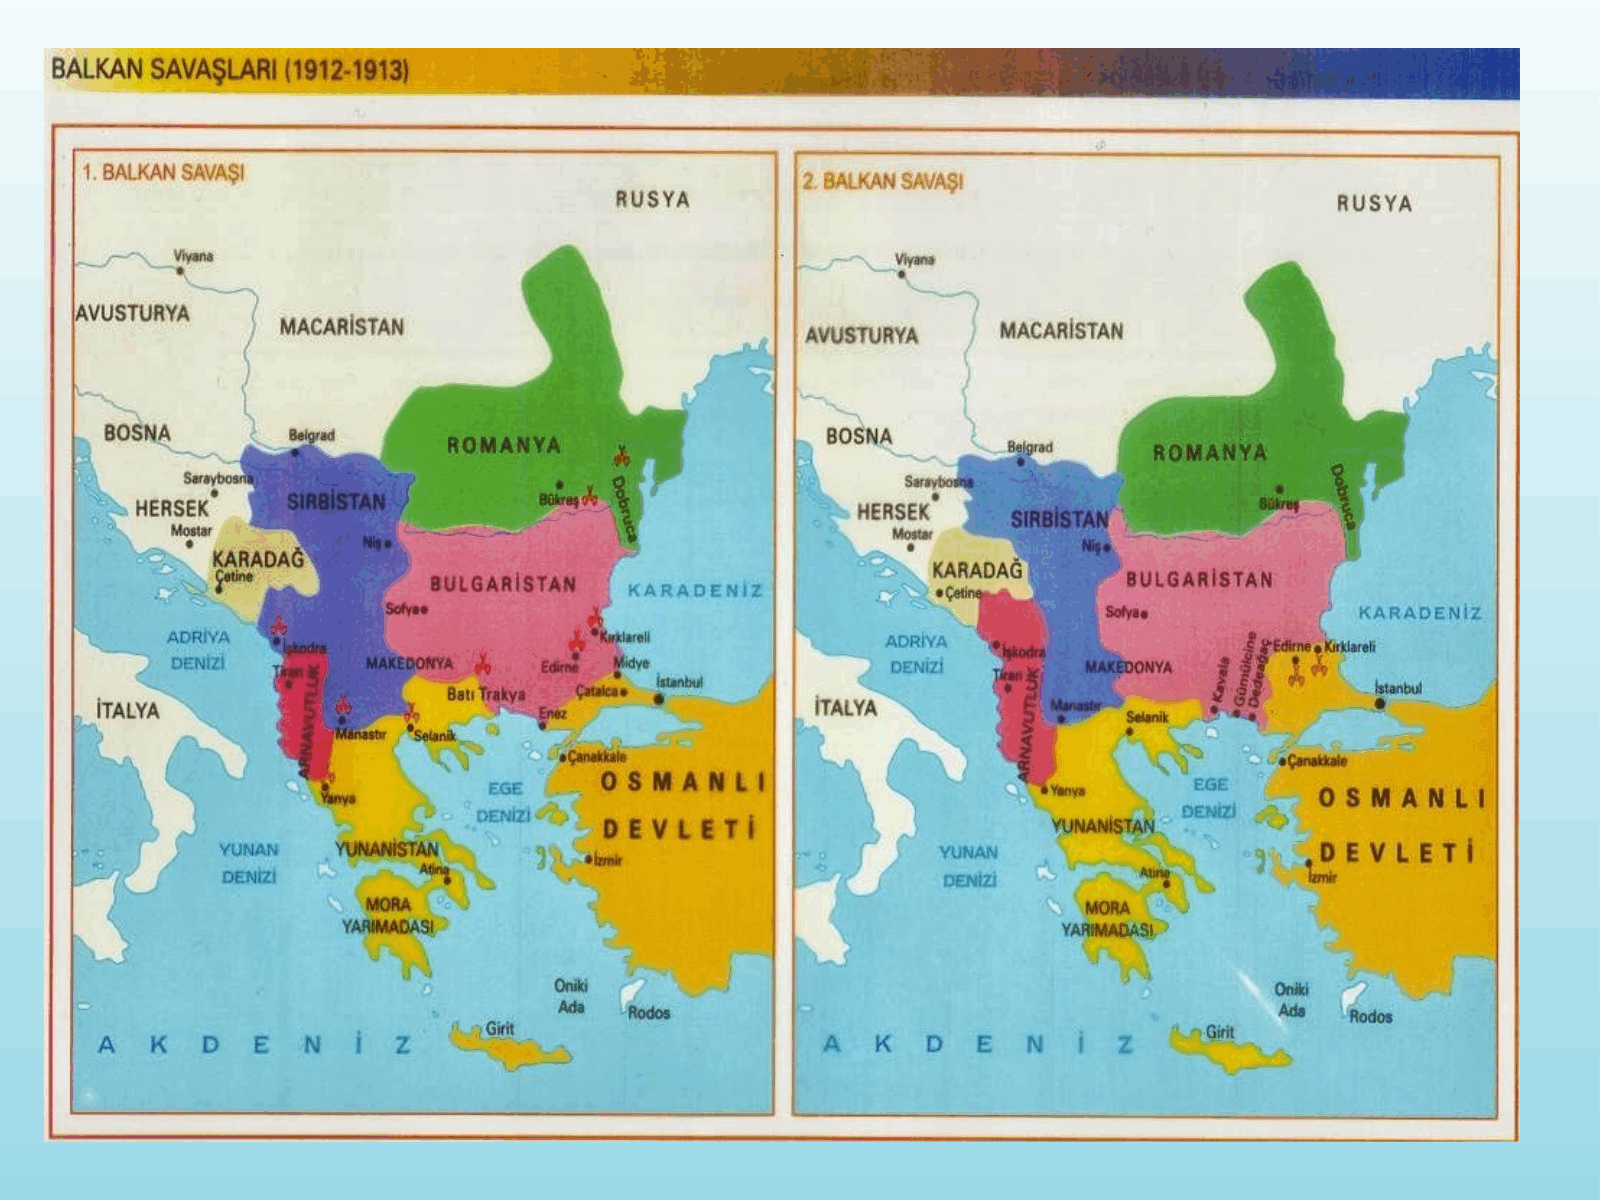 BALKAN SAVAŞLARI (1912-1913)
1. BALKAN SAVAŞI
RUSYA
Viyana
AVUSTURYA
MACARİSTAN
BOSNA
Belgrad
ROMANYA
Saraybosna
HERSEK
SIRBİSTAN
Bükreş
Dobruca
Mostar
Niş
KARADAĞ
Çetine
BULGARİSTAN
KARADENİZ
Sofya
ADRİYA
DENİZİ
İşkodra
Kırklareli
Tiran
MAKEDONYA
Edirne
Midye
Batı Trakya
Çatalca
İstanbul
İTALYA
ARNAVUTLUK
Manastır
Selanik
Enez
Çanakkale
Yanya
EGE
DENİZİ
OSMANLI
DEVLETİ
YUNAN
DENİZİ
YUNANİSTAN
Atina
İzmir
MORA
YARIMADASI
Oniki
Ada
Rodos
Girit
AKDENİZ
2. BALKAN SAVAŞI
RUSYA
Viyana
AVUSTURYA
MACARİSTAN
BOSNA
Belgrad
ROMANYA
Saraybosna
HERSEK
SIRBİSTAN
Bükreş
Dobruca
Mostar
Niş
KARADAĞ
Çetine
BULGARİSTAN
KARADENİZ
Sofya
ADRİYA
DENİZİ
İşkodra
Tiran
MAKEDONYA
Kavala
Gümülcine
Dedeağaç
Edirne
Kırklareli
İstanbul
İTALYA
ARNAVUTLUK
Manastır
Selanik
Çanakkale
Yanya
EGE
DENİZİ
OSMANLI
DEVLETİ
YUNANİSTAN
YUNAN
DENİZİ
Atina
İzmir
MORA
YARIMADASI
Oniki
Ada
Rodos
Girit
AKDENİZ